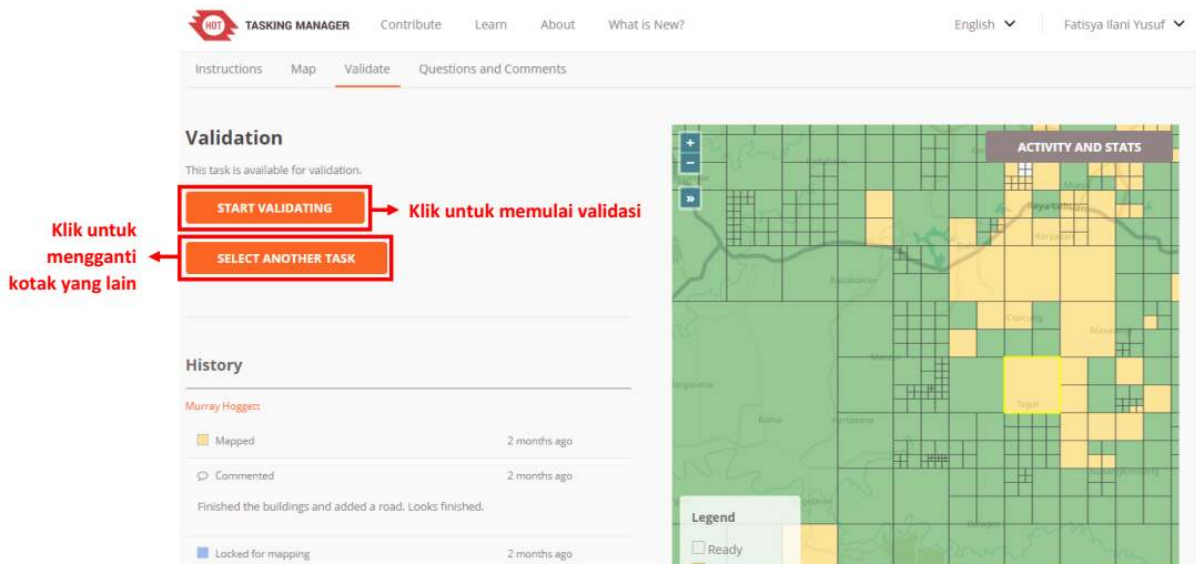 HOT TASKING MANAGER Contribute Learn About What is New? English Fatisya Ilani Yusuf
Instructions Map Validate Questions and Comments
Validation
This task is available for validation.
START VALIDATING
Klik untuk memulai validasi
SELECT ANOTHER TASK
Klik untuk
mengganti
kotak yang lain
History
Murray Hoggett
Mapped 2 months ago
Commented 2 months ago
Finished the buildings and added a road. Looks finished.
Locked for mapping 2 months ago
+
-
»
ACTIVITY AND STATS
Tegal
Legend
Ready